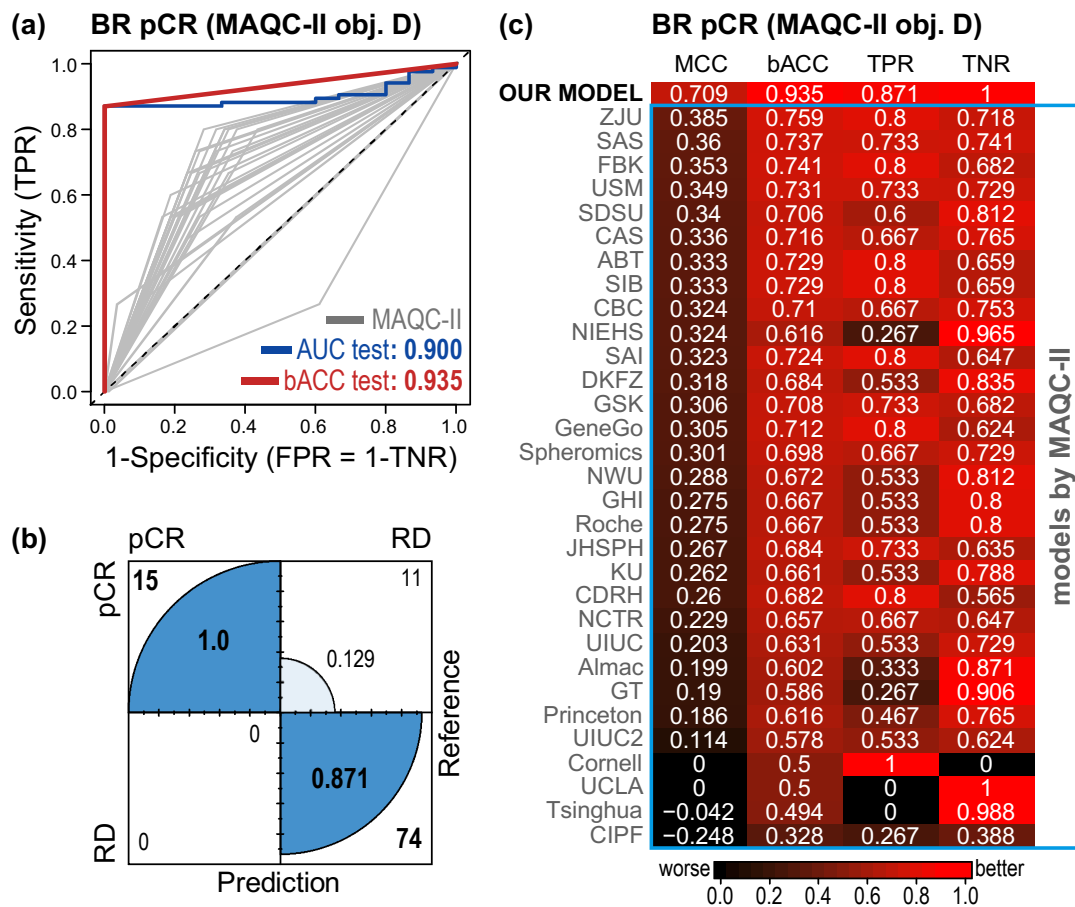 (a) BR pCR (MAQC-II obj. D)
1.0
0.8
0.6
0.4
0.2
0.0
Sensitivity (TPR)
MAQC-II
AUC test: 0.900
bACC test: 0.935
0.0 0.2 0.4 0.6 0.8 1.0
1-Specificity (FPR = 1-TNR)
(b)
pCR RD
pCR
RD
15
11
1.0
0.129
0
0.871
0
74
Reference
Prediction
(c) BR pCR (MAQC-II obj. D)
MCC bACC TPR TNR
OUR MODEL 0.709 0.935 0.871 1
ZJU 0.385 0.759 0.8 0.718
SAS 0.36 0.737 0.733 0.741
FBK 0.353 0.741 0.8 0.682
USM 0.349 0.731 0.733 0.729
SDSU 0.34 0.706 0.6 0.812
CAS 0.336 0.716 0.667 0.765
ABT 0.333 0.729 0.8 0.659
SIB 0.333 0.729 0.8 0.659
CBC 0.324 0.71 0.667 0.753
NIEHS 0.324 0.616 0.267 0.965
SAI 0.323 0.724 0.8 0.647
DKFZ 0.318 0.684 0.533 0.835
GSK 0.306 0.708 0.733 0.682
GeneGo 0.305 0.712 0.8 0.624
Spheromics 0.301 0.698 0.667 0.729
NWU 0.288 0.672 0.533 0.812
GHI 0.275 0.667 0.533 0.8
Roche 0.275 0.667 0.533 0.8
JHSPH 0.267 0.684 0.733 0.635
KU 0.262 0.661 0.533 0.788
CDRH 0.26 0.682 0.8 0.565
NCTR 0.229 0.657 0.667 0.647
UIUC 0.203 0.631 0.533 0.729
Almac 0.199 0.602 0.333 0.871
GT 0.19 0.586 0.267 0.906
Princeton 0.186 0.616 0.467 0.765
UIUC2 0.114 0.578 0.533 0.624
Cornell 0 0.5 1 0
UCLA 0 0.5 0 1
Tsinghua −0.042 0.494 0 0.988
CIPF −0.248 0.328 0.267 0.388
models by MAQC-II
worse better
0.0 0.2 0.4 0.6 0.8 1.0